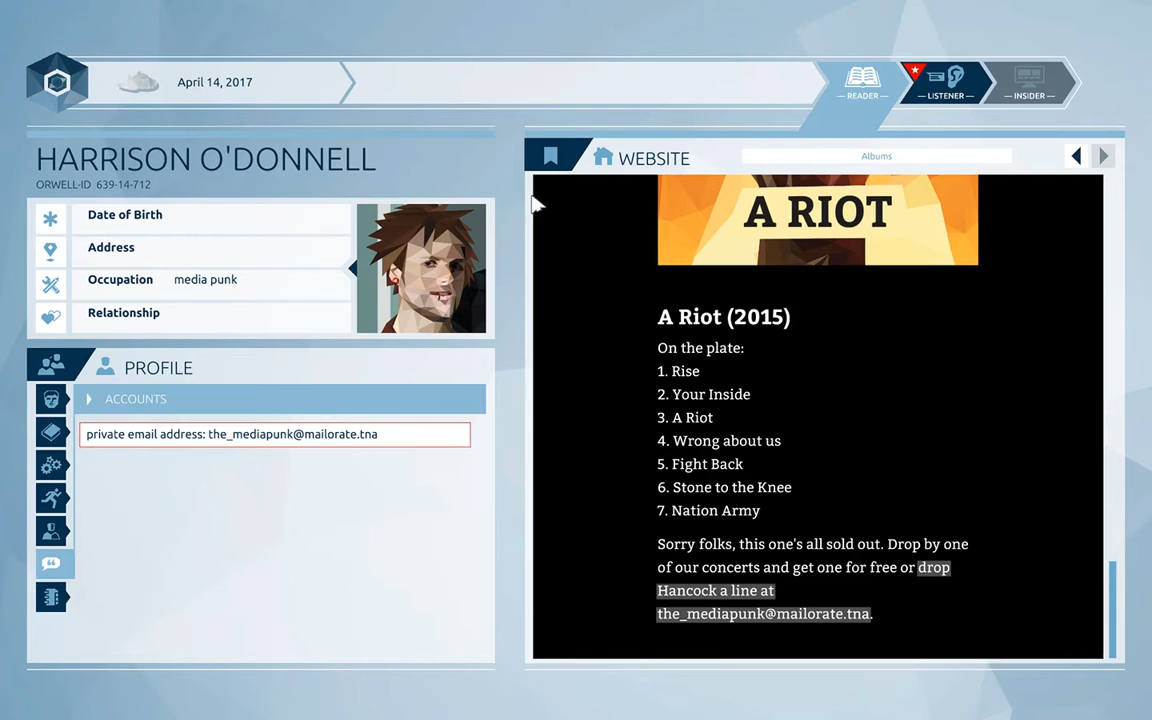 April 14, 2017
READER
LISTENER
INSIDER
HARRISON O'DONNELL
ORWELL-ID 639-14-712
Date of Birth
Address
Occupation media punk
Relationship
PROFILE
ACCOUNTS
private email address: the_mediapunk@mailorate.tna
WEBSITE
Albums
A RIOT
A Riot (2015)
On the plate:
1. Rise
2. Your Inside
3. A Riot
4. Wrong about us
5. Fight Back
6. Stone to the Knee
7. Nation Army
Sorry folks, this one's all sold out. Drop by one
of our concerts and get one for free or drop
Hancock a line at
the_mediapunk@mailorate.tna.